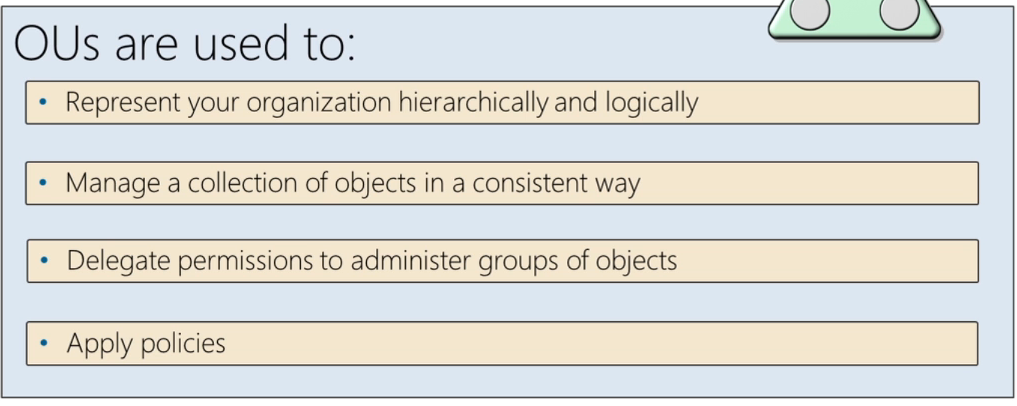 OUs are used to:
• Represent your organization hierarchically and logically
• Manage a collection of objects in a consistent way
• Delegate permissions to administer groups of objects
• Apply policies